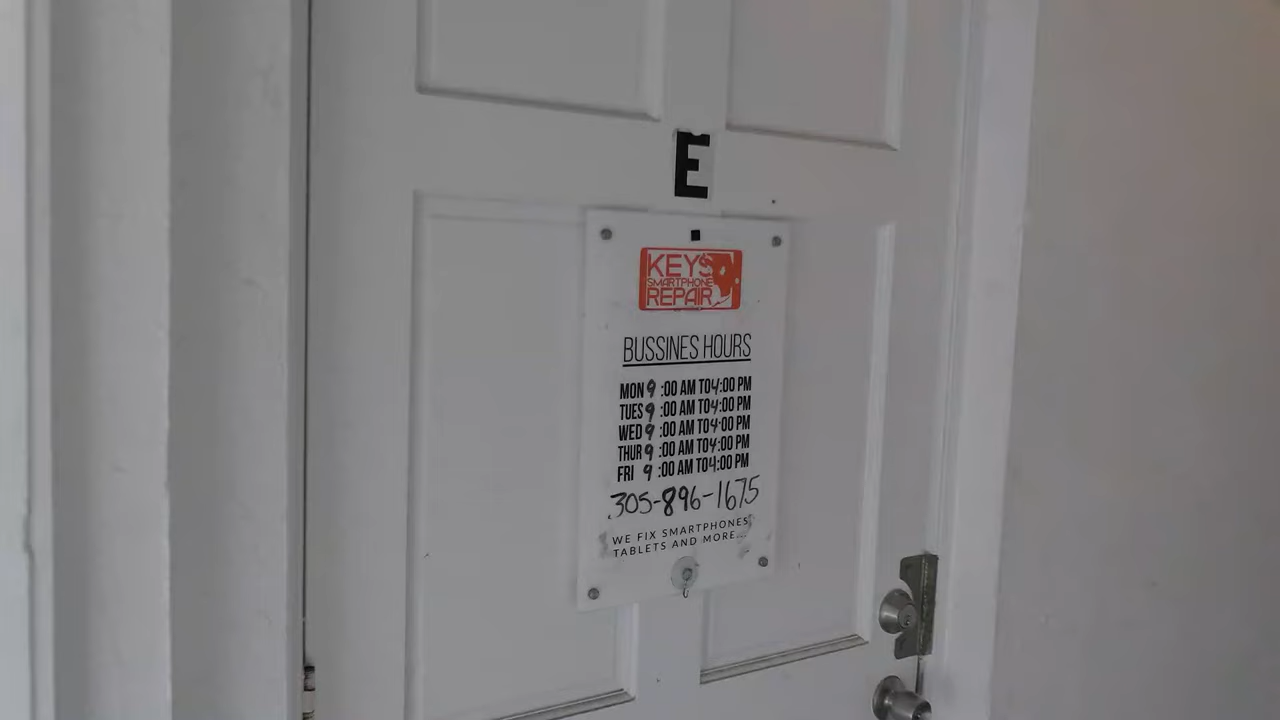 E
KEYS
SMARTPHONE
REPAIR
BUSSINES HOURS
MON 9 :00 AM TO 4:00 PM
TUES 9 :00 AM TO 4:00 PM
WED 9 :00 AM TO 4:00 PM
THUR 9 :00 AM TO 4:00 PM
FRI 9 :00 AM TO 4:00 PM
305-896-1675
WE FIX SMARTPHONES
TABLETS AND MORE...